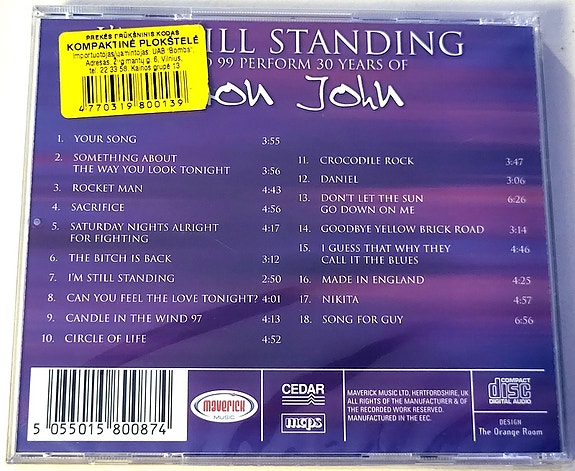 PREKĖS BRŪKŠNINIS KODAS
KOMPAKTINĖ PLOKŠTELĖ
Importuotojas/gamintojas: UAB "Bomba",
Adresas, Žygimantų g. 6, Vilnius,
tel. 22 33 58, Kainos grupė 13
4 770319 800139
STILL STANDING
99 PERFORM 30 YEARS OF
John
1. YOUR SONG 3:55
2. SOMETHING ABOUT
THE WAY YOU LOOK TONIGHT 3:56
3. ROCKET MAN 4:43
4. SACRIFICE 4:56
5. SATURDAY NIGHTS ALRIGHT 4:17
FOR FIGHTING
6. THE BITCH IS BACK 3:12
7. I'M STILL STANDING 2:50
8. CAN YOU FEEL THE LOVE TONIGHT? 4:01
9. CANDLE IN THE WIND 97 4:13
10. CIRCLE OF LIFE 4:52
11. CROCODILE ROCK 3:47
12. DANIEL 3:06
13. DON'T LET THE SUN 6:26
GO DOWN ON ME
14. GOODBYE YELLOW BRICK ROAD 3:14
15. I GUESS THAT WHY THEY 4:46
CALL IT THE BLUES
16. MADE IN ENGLAND 4:25
17. NIKITA 4:57
18. SONG FOR GUY 6:56
5 055015 800874
maverick
MUSIC
CEDAR
mcps
MAVERICK MUSIC LTD, HERTFORDSHIRE, UK
ALL RIGHTS OF THE MANUFACTURER & OF
THE RECORDED WORK RESERVED.
MANUFACTURED IN THE EEC.
COMPACT
disc
DIGITAL AUDIO
DESIGN
The Orange Room